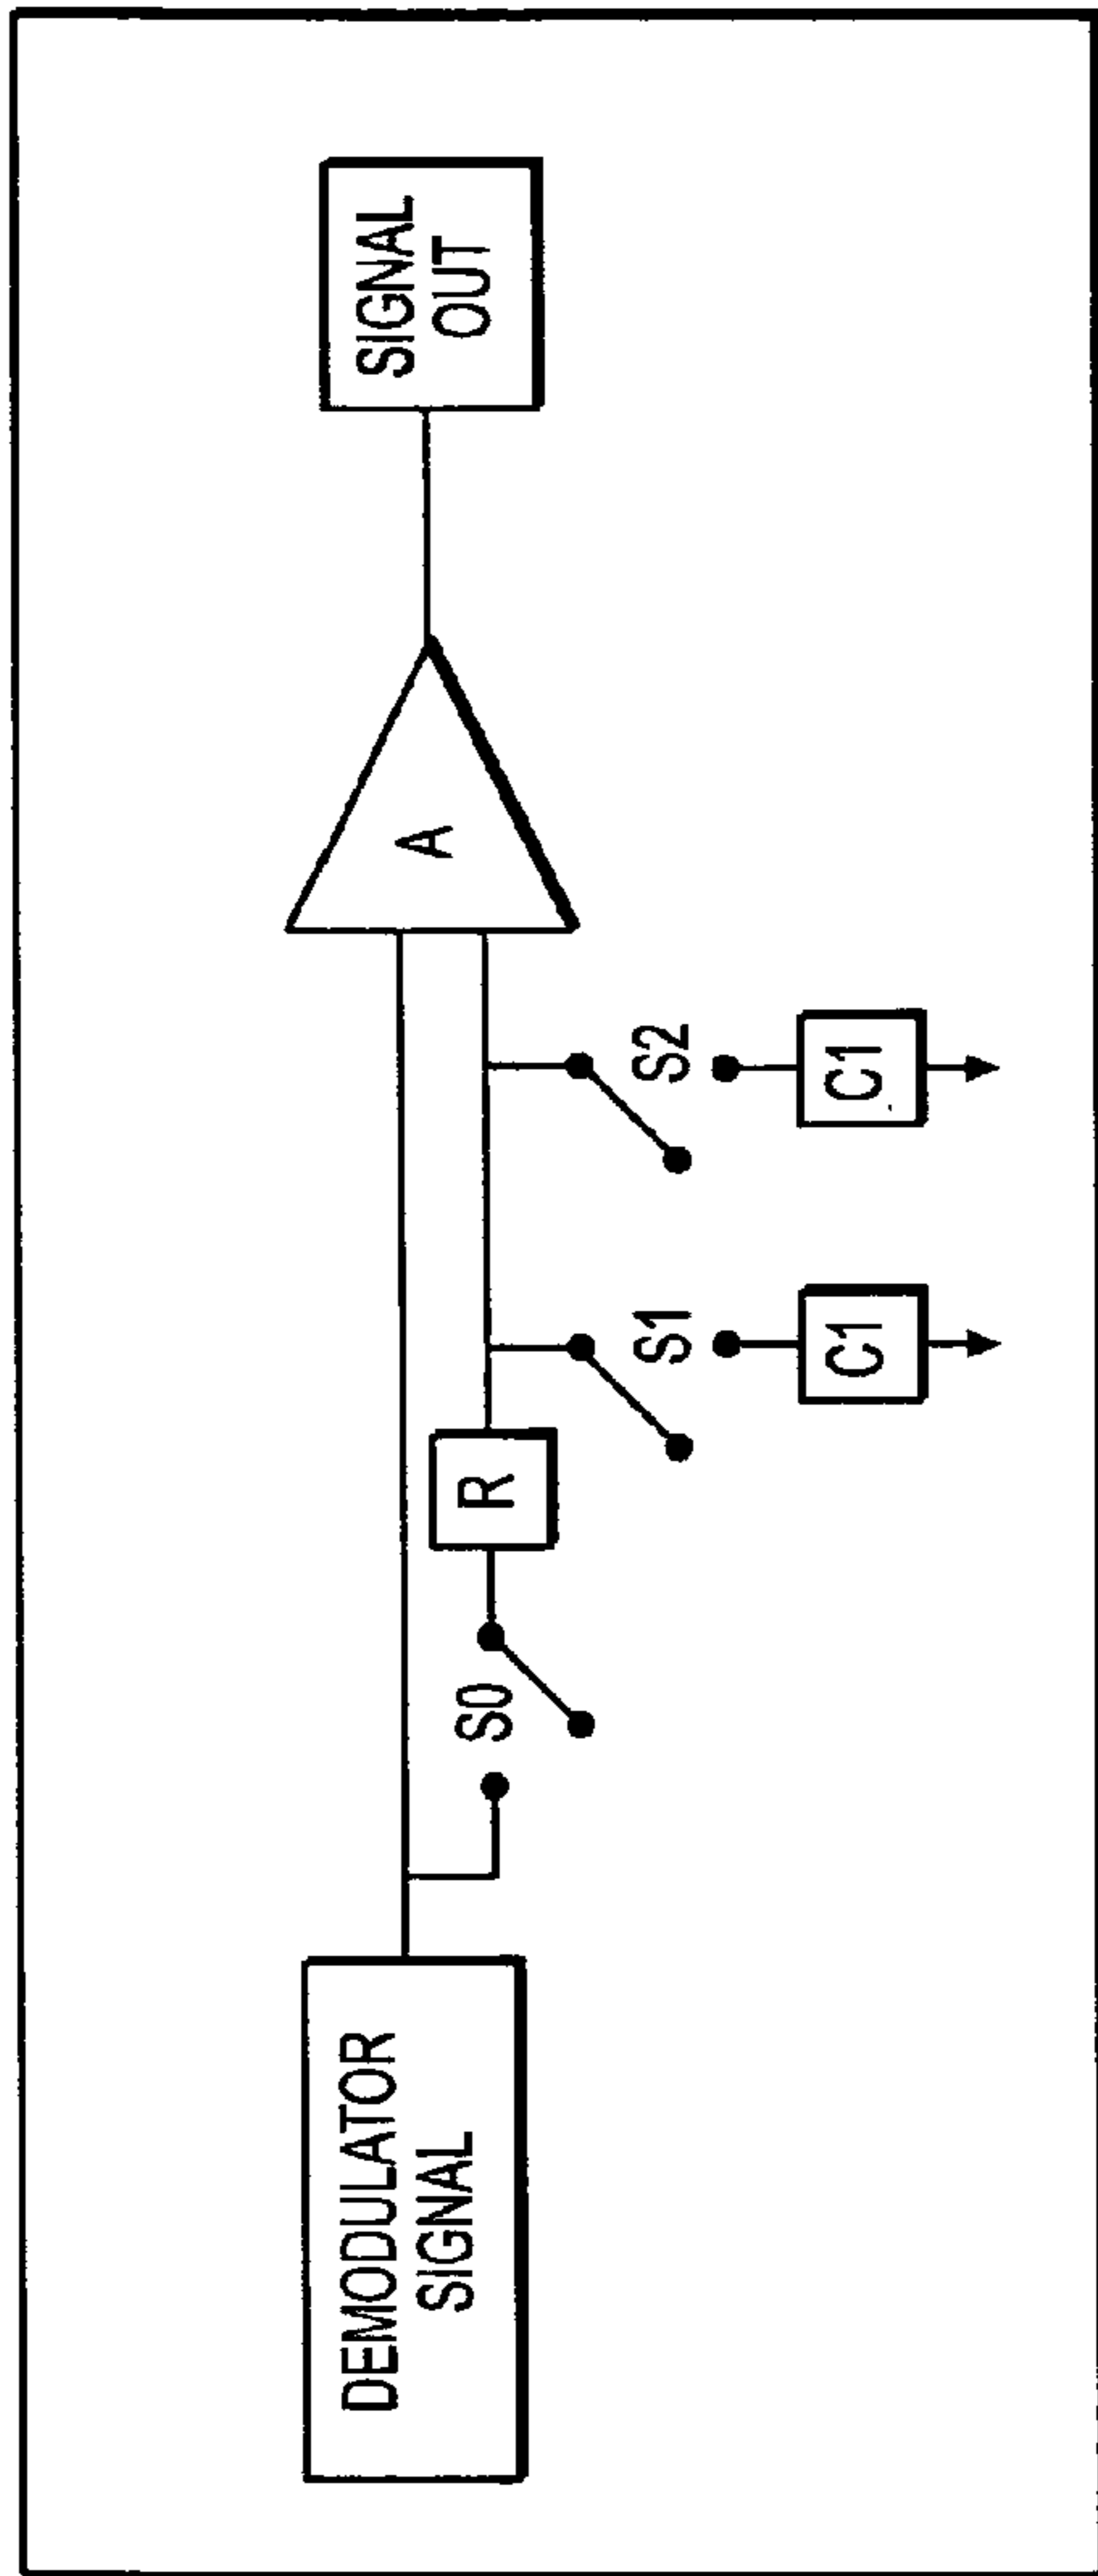 DEMODULATOR
SIGNAL
S0
R
S1
C1
S2
C1
A
SIGNAL
OUT